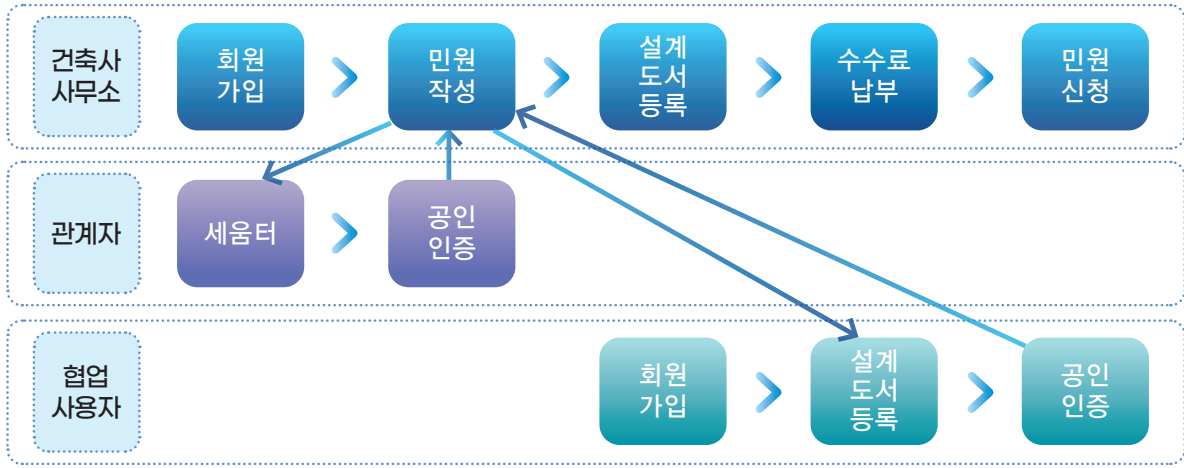 건축사
사무소
회원
가입
민원
작성
설계
도서
등록
수수료
납부
민원
신청
관계자
세움터
공인
인증
협업
사용자
회원
가입
설계
도서
등록
공인
인증